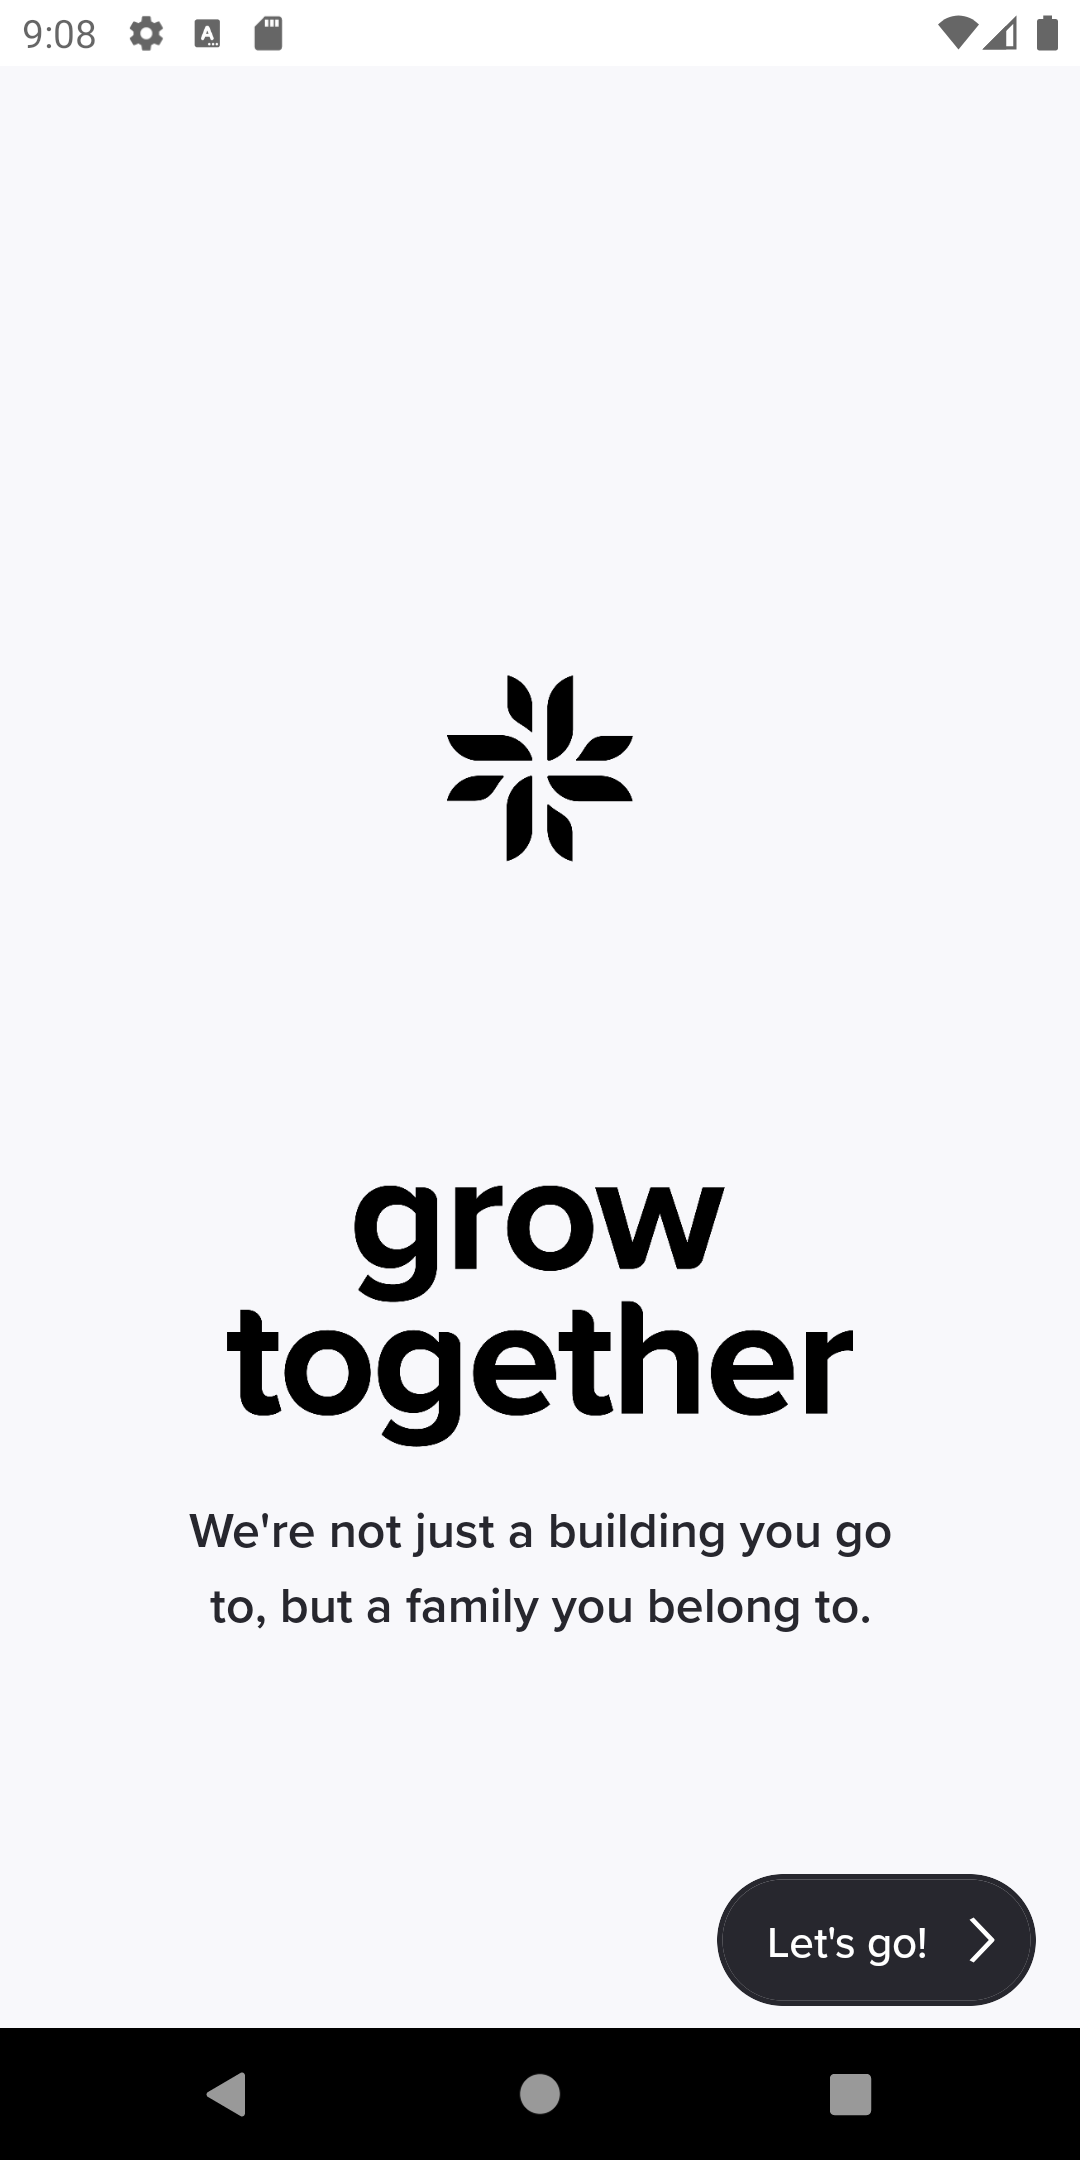 9:08
grow
together
We're not just a building you go
to, but a family you belong to.
Let's go!